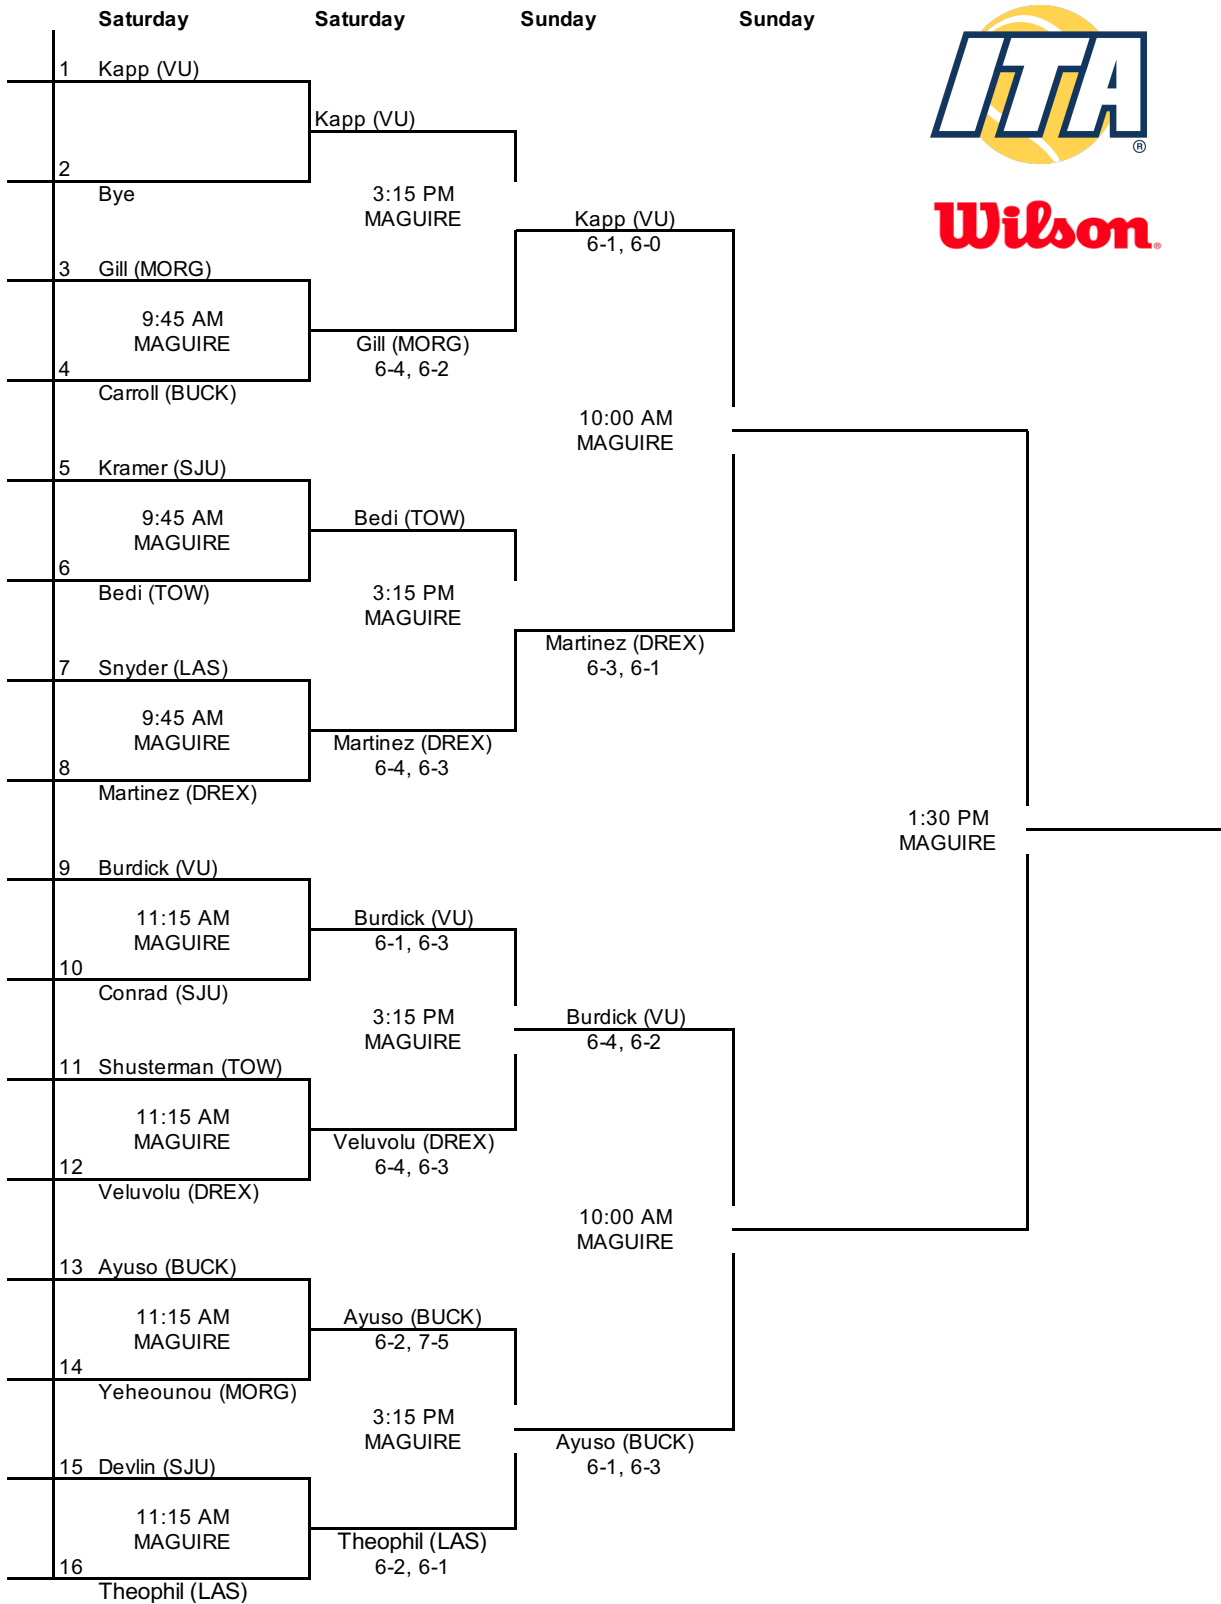 Saturday Saturday Sunday Sunday
ITA
®
Wilson.
1 Kapp (VU)
Kapp (VU)
2
Bye
3:15 PM
MAGUIRE
Kapp (VU)
6-1, 6-0
3 Gill (MORG)
9:45 AM
MAGUIRE
Gill (MORG)
6-4, 6-2
4
Carroll (BUCK)
10:00 AM
MAGUIRE
5 Kramer (SJU)
9:45 AM
MAGUIRE
Bedi (TOW)
6
Bedi (TOW)
3:15 PM
MAGUIRE
Martinez (DREX)
6-3, 6-1
7 Snyder (LAS)
9:45 AM
MAGUIRE
Martinez (DREX)
6-4, 6-3
8
Martinez (DREX)
1:30 PM
MAGUIRE
9 Burdick (VU)
11:15 AM
MAGUIRE
Burdick (VU)
6-1, 6-3
10
Conrad (SJU)
3:15 PM
MAGUIRE
Burdick (VU)
6-4, 6-2
11 Shusterman (TOW)
11:15 AM
MAGUIRE
Veluvolu (DREX)
6-4, 6-3
12
Veluvolu (DREX)
10:00 AM
MAGUIRE
13 Ayuso (BUCK)
11:15 AM
MAGUIRE
Ayuso (BUCK)
6-2, 7-5
14
Yeheounou (MORG)
3:15 PM
MAGUIRE
Ayuso (BUCK)
6-1, 6-3
15 Devlin (SJU)
11:15 AM
MAGUIRE
Theophil (LAS)
6-2, 6-1
16
Theophil (LAS)